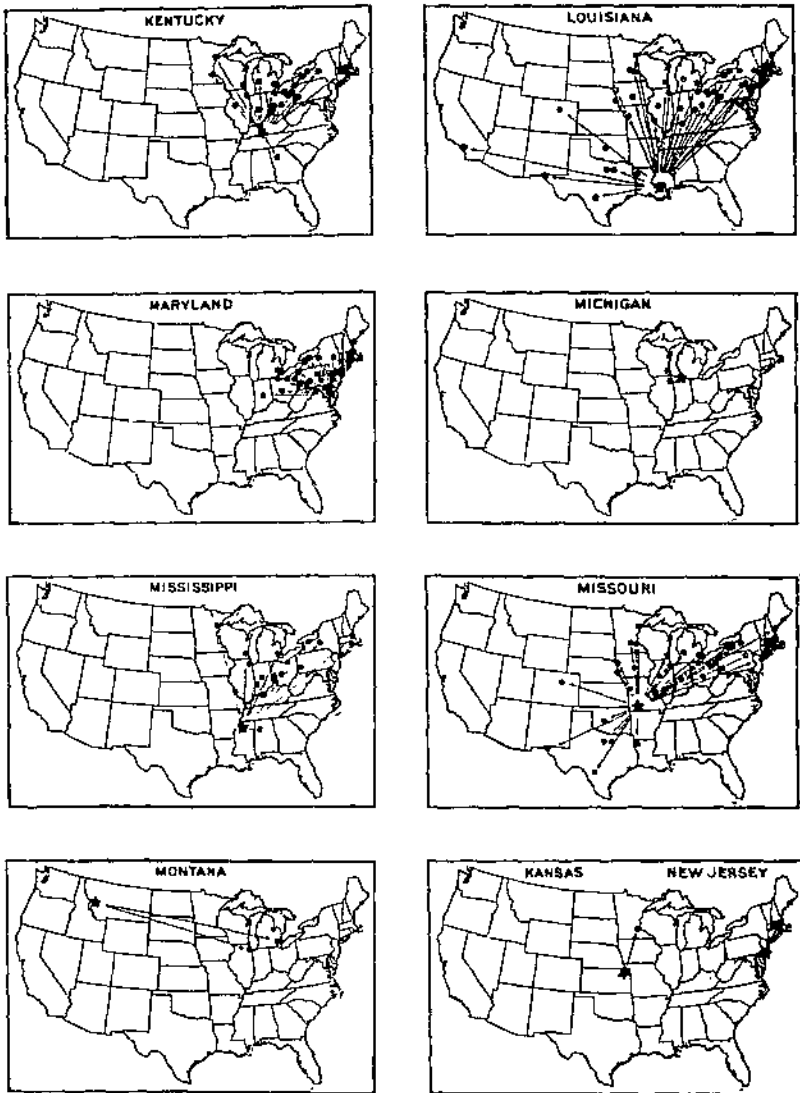 KENTUCKY
LOUISIANA
MARYLAND
MICHIGAN
MISSISSIPPI
MISSOURI
MONTANA
KANSAS NEW JERSEY